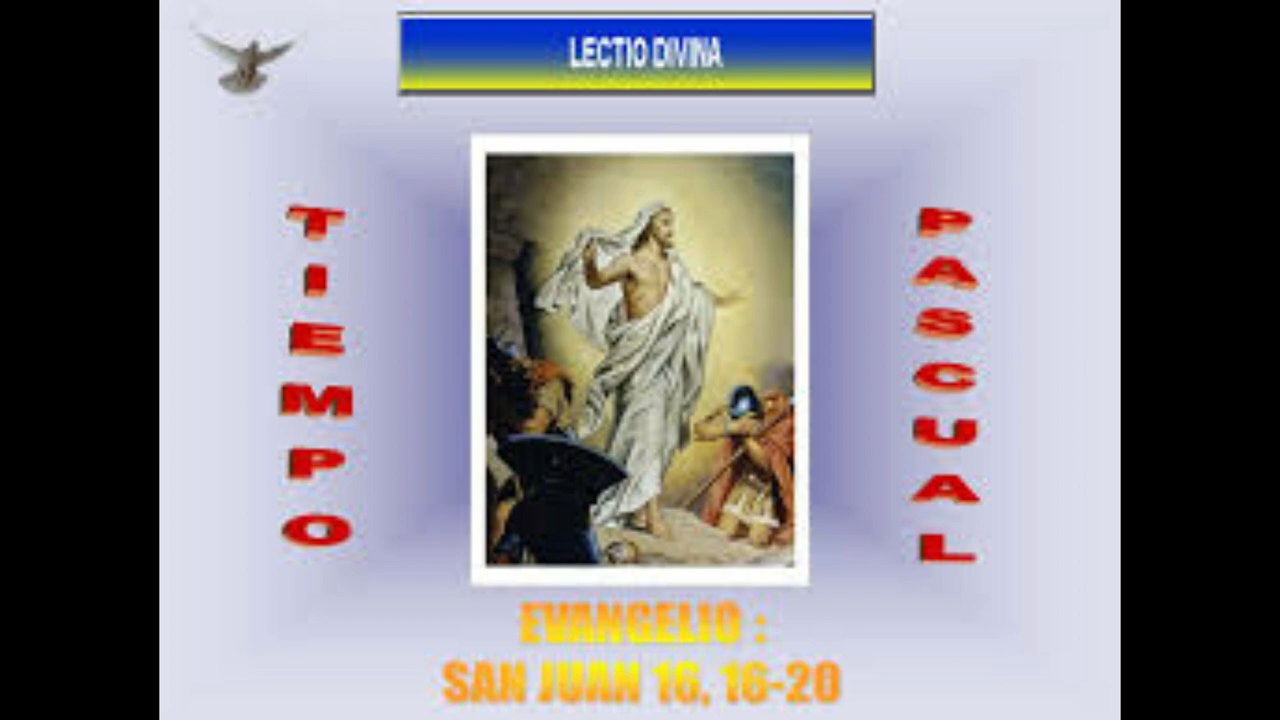 LECTIO DIVINA
TIEMPO
PASCUAL
EVANGELIO :
SAN JUAN 16, 16-20